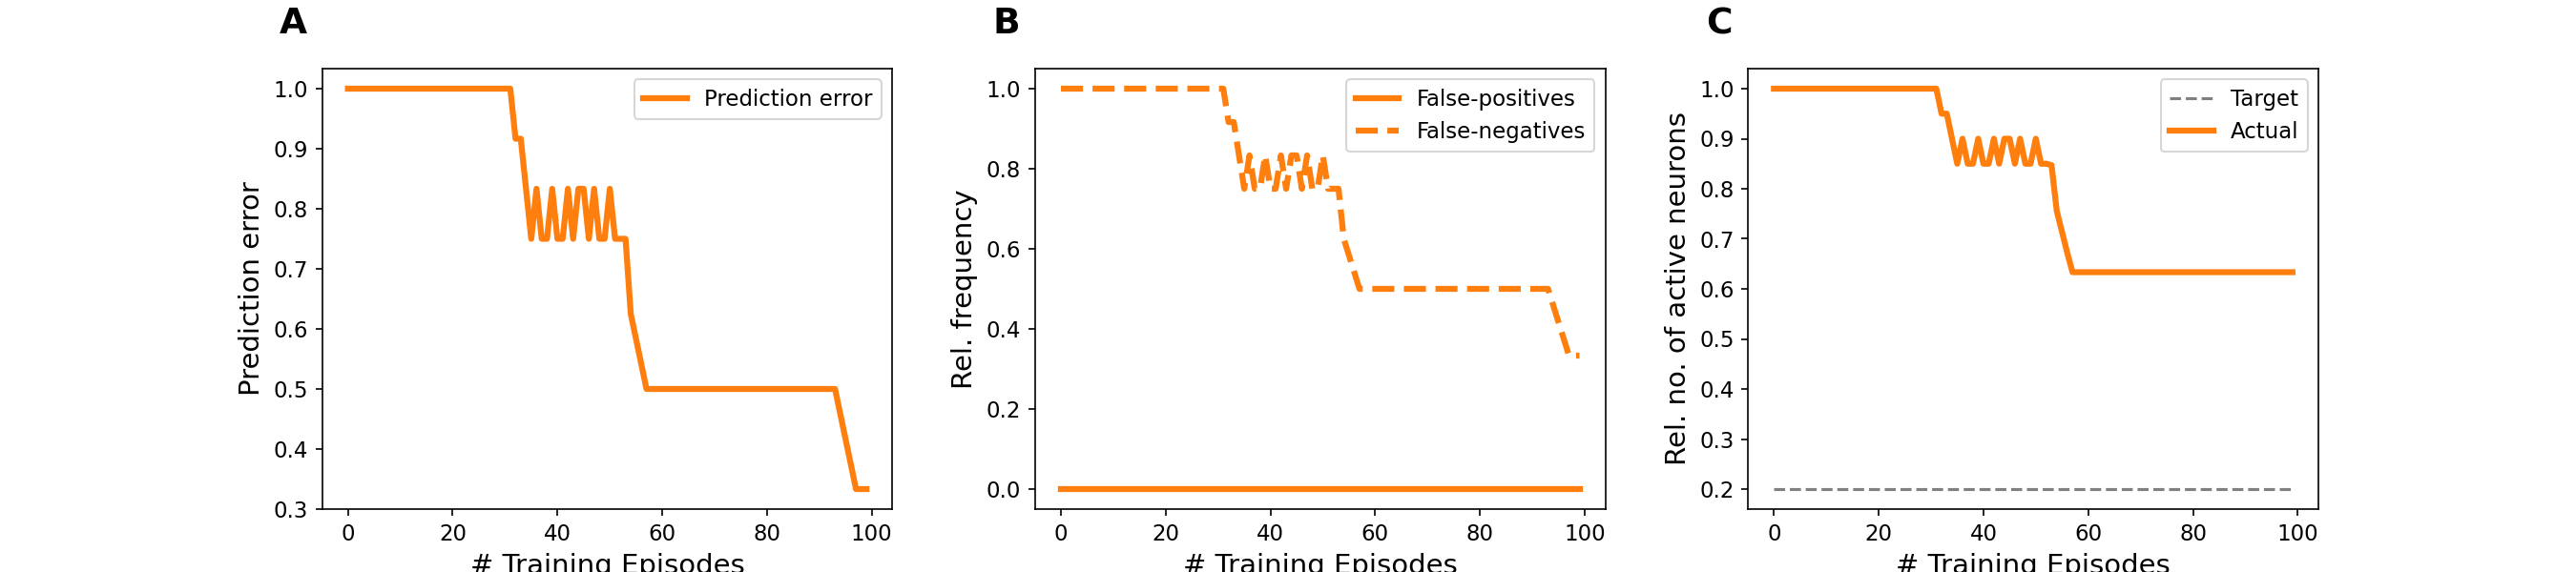 A
Prediction error
1.0
0.9
0.8
0.7
0.6
0.5
0.4
0.3
Prediction error
0
20
40
60
80
100
# Training Episodes
B
Rel. frequency
1.0
0.8
0.6
0.4
0.2
0.0
False-positives
False-negatives
0
20
40
60
80
100
# Training Episodes
C
Rel. no. of active neurons
1.0
0.9
0.8
0.7
0.6
0.5
0.4
0.3
0.2
Target
Actual
0
20
40
60
80
100
# Training Episodes